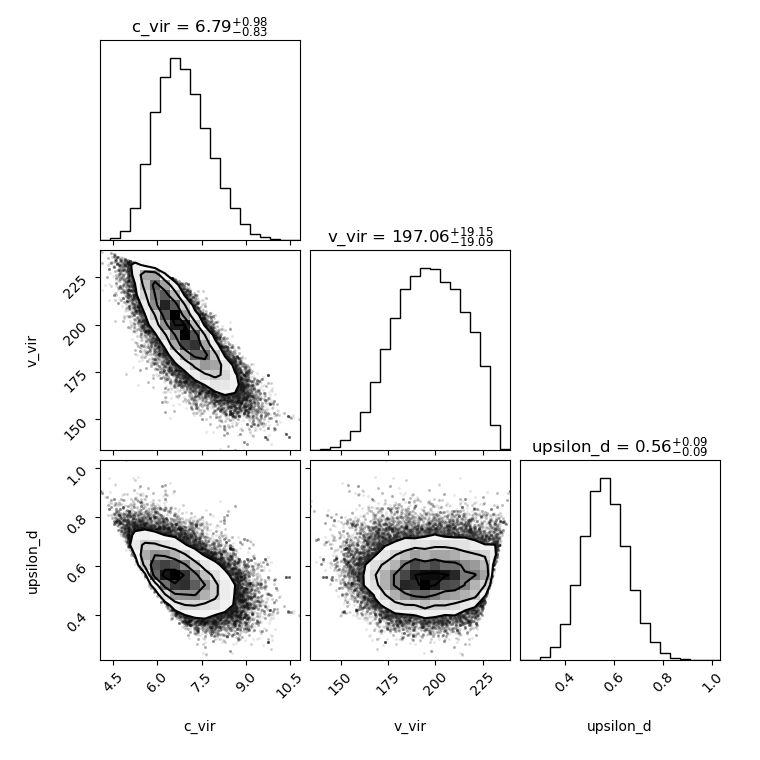 c_vir = 6.79+0.98−0.83
v_vir = 197.06+19.15−19.09
v_vir
225
200
175
150
upsilon_d = 0.56+0.09−0.09
upsilon_d
1.0
0.8
0.6
0.4
4.5 6.0 7.5 9.0 10.5 150 175 200 225 0.4 0.6 0.8 1.0
c_vir v_vir upsilon_d